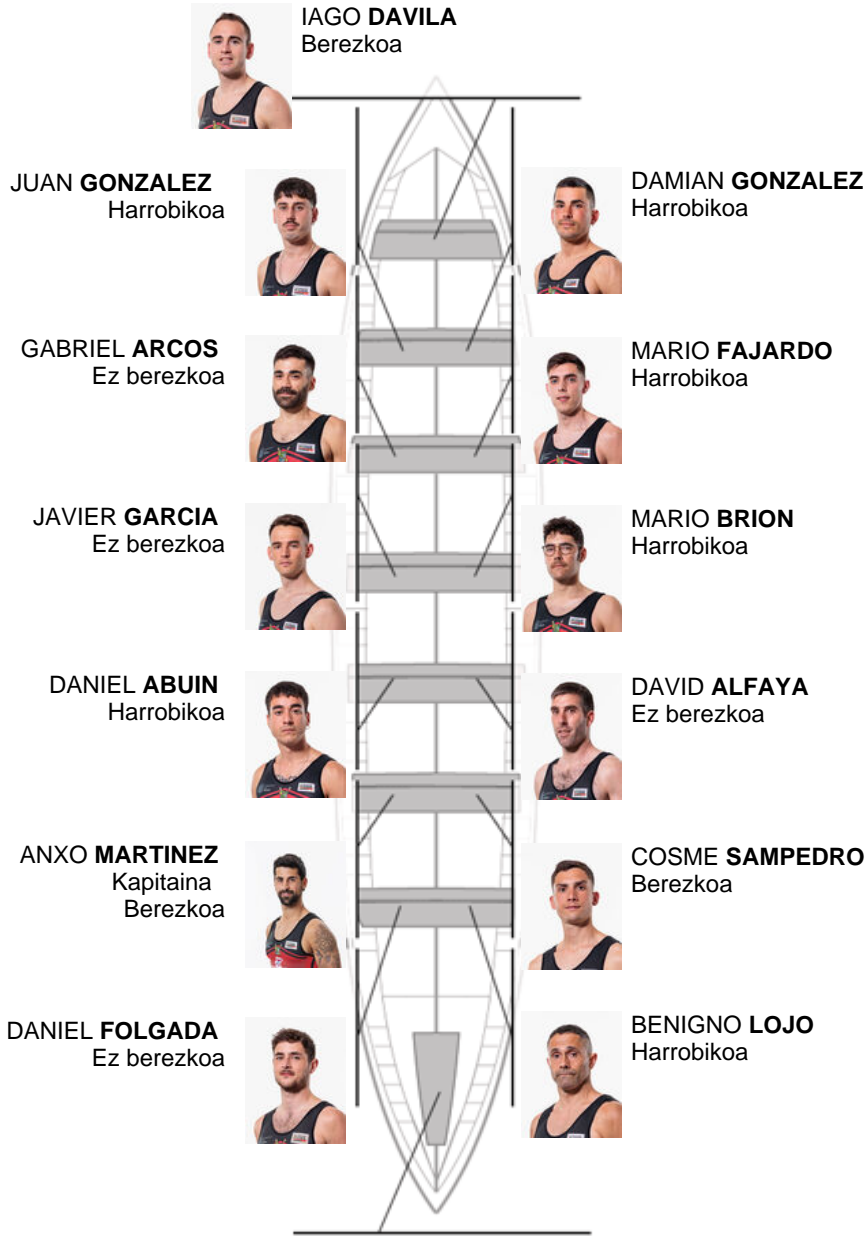 IAGO DAVILA
Berezkoa
JUAN GONZALEZ
Harrobikoa
DAMIAN GONZALEZ
Harrobikoa
GABRIEL ARCOS
Ez berezkoa
MARIO FAJARDO
Harrobikoa
JAVIER GARCIA
Ez berezkoa
MARIO BRION
Harrobikoa
DANIEL ABUIN
Harrobikoa
DAVID ALFAYA
Ez berezkoa
ANXO MARTINEZ
Kapitaina
Berezkoa
COSME SAMPEDRO
Berezkoa
DANIEL FOLGADA
Ez berezkoa
BENIGNO LOJO
Harrobikoa